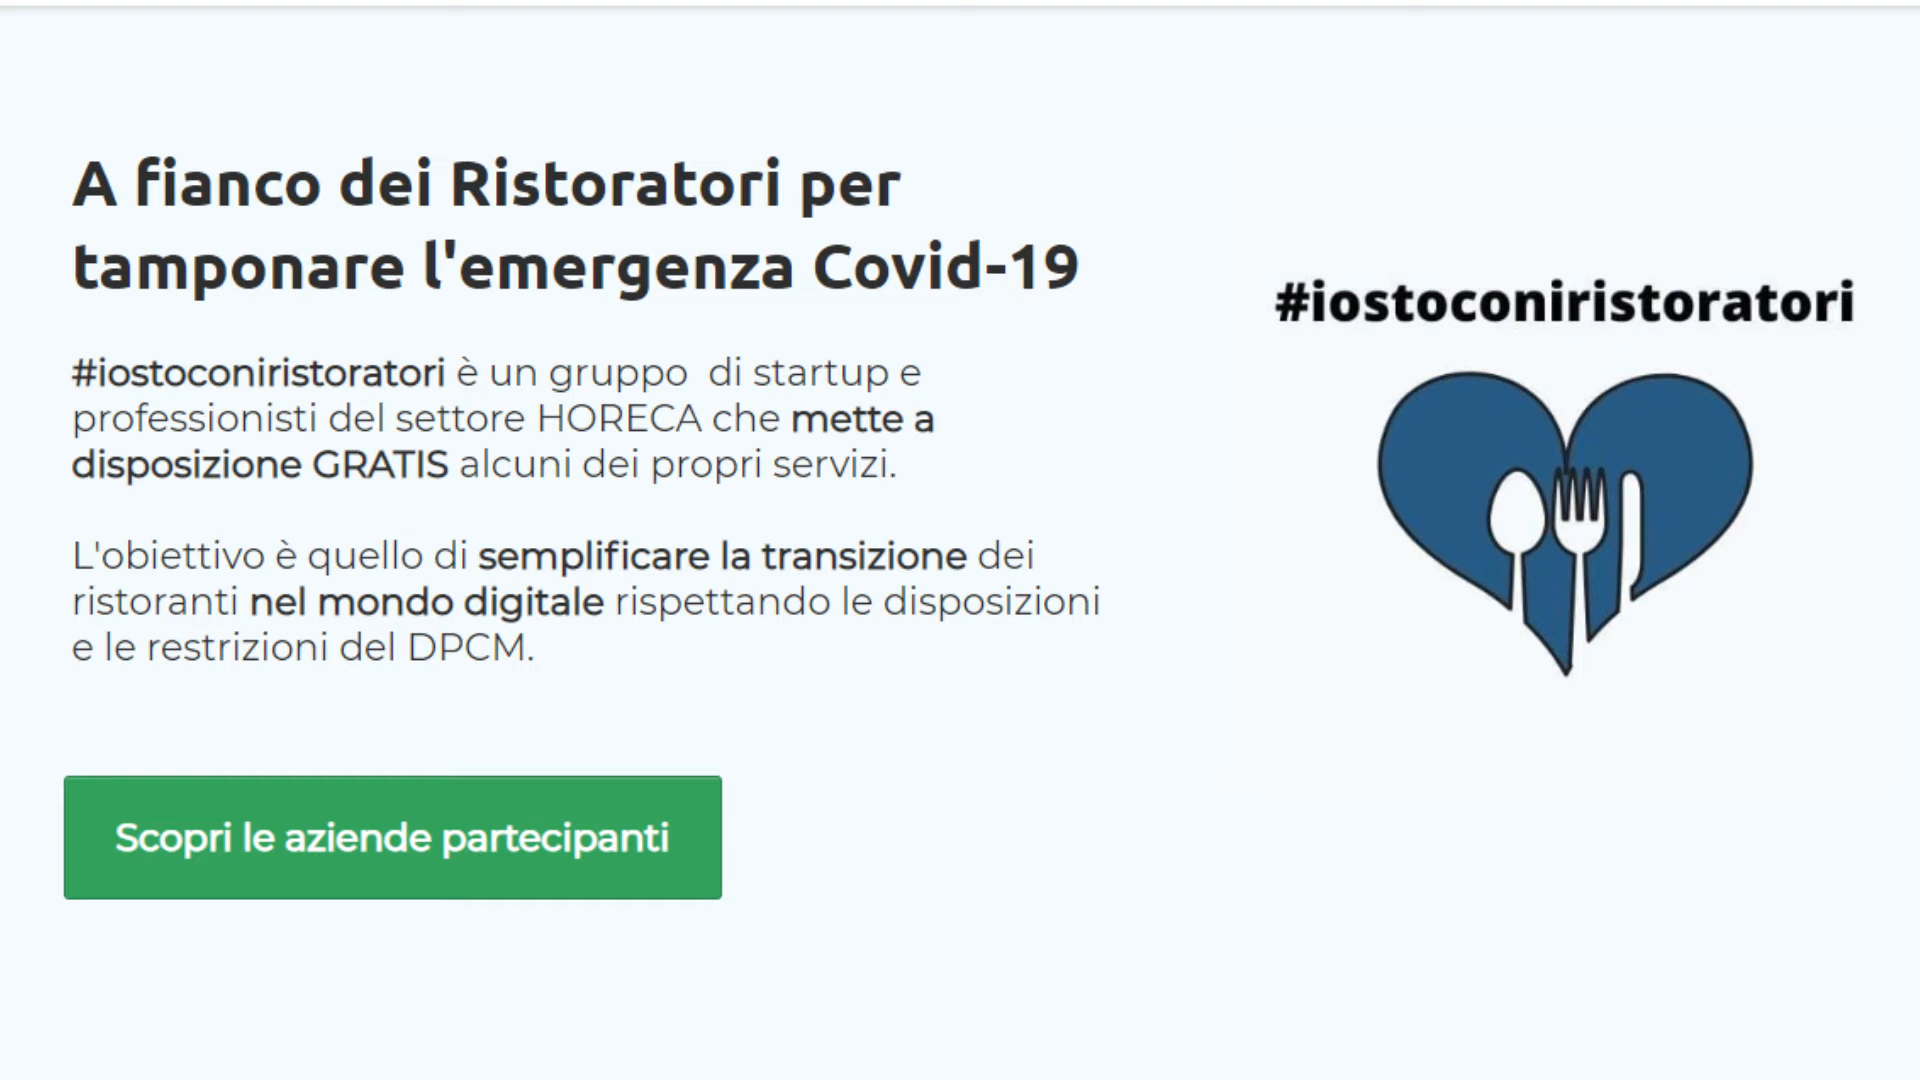 A fianco dei Ristoratori per
tamponare l'emergenza Covid-19
#iostoconiristoratori è un gruppo  di startup e
professionisti del settore HORECA che mette a
disposizione GRATIS alcuni dei propri servizi.
L'obiettivo è quello di semplificare la transizione dei
ristoranti nel mondo digitale rispettando le disposizioni
e le restrizioni del DPCM.
Scopri le aziende partecipanti
#iostoconiristoratori